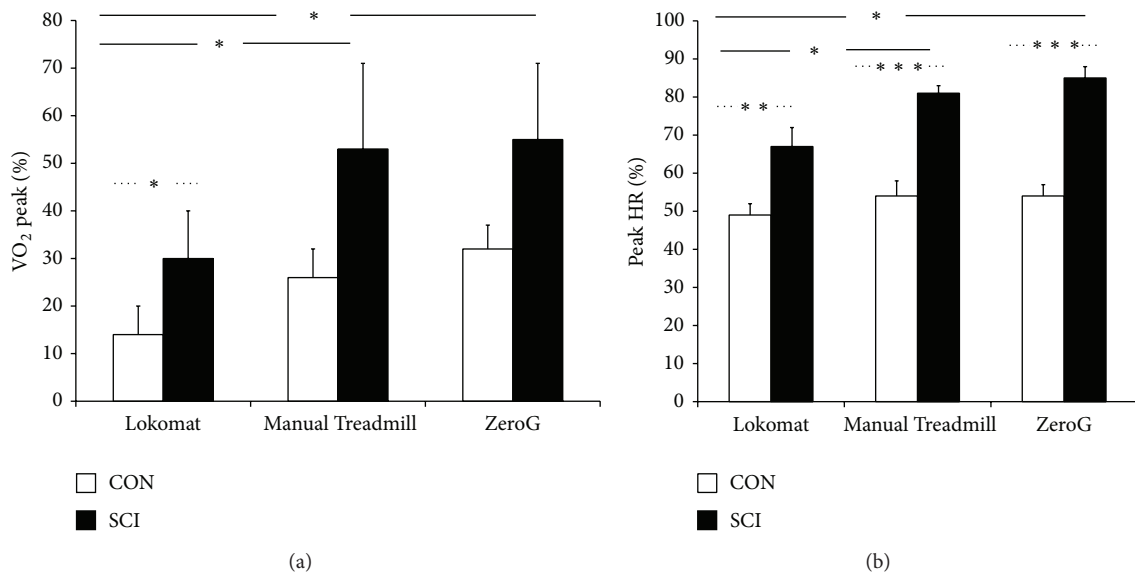 80
70
60
50
40
30
20
10
0
VO₂ peak (%)
*
*
*
Lokomat Manual Treadmill ZeroG
CON
SCI
(a)
100
90
80
70
60
50
40
30
20
10
0
Peak HR (%)
*
*
* * *
* * *
* *
Lokomat Manual Treadmill ZeroG
CON
SCI
(b)